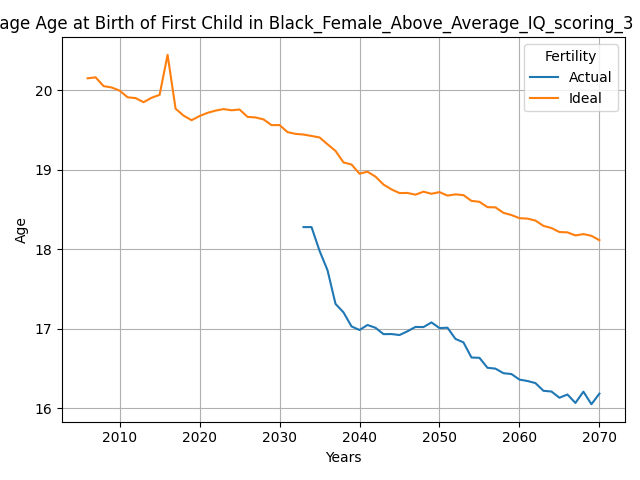 age Age at Birth of First Child in Black_Female_Above_Average_IQ_scoring_3
Fertility
Actual
Ideal
20
19
18
17
16
Age
2010 2020 2030 2040 2050 2060 2070
Years